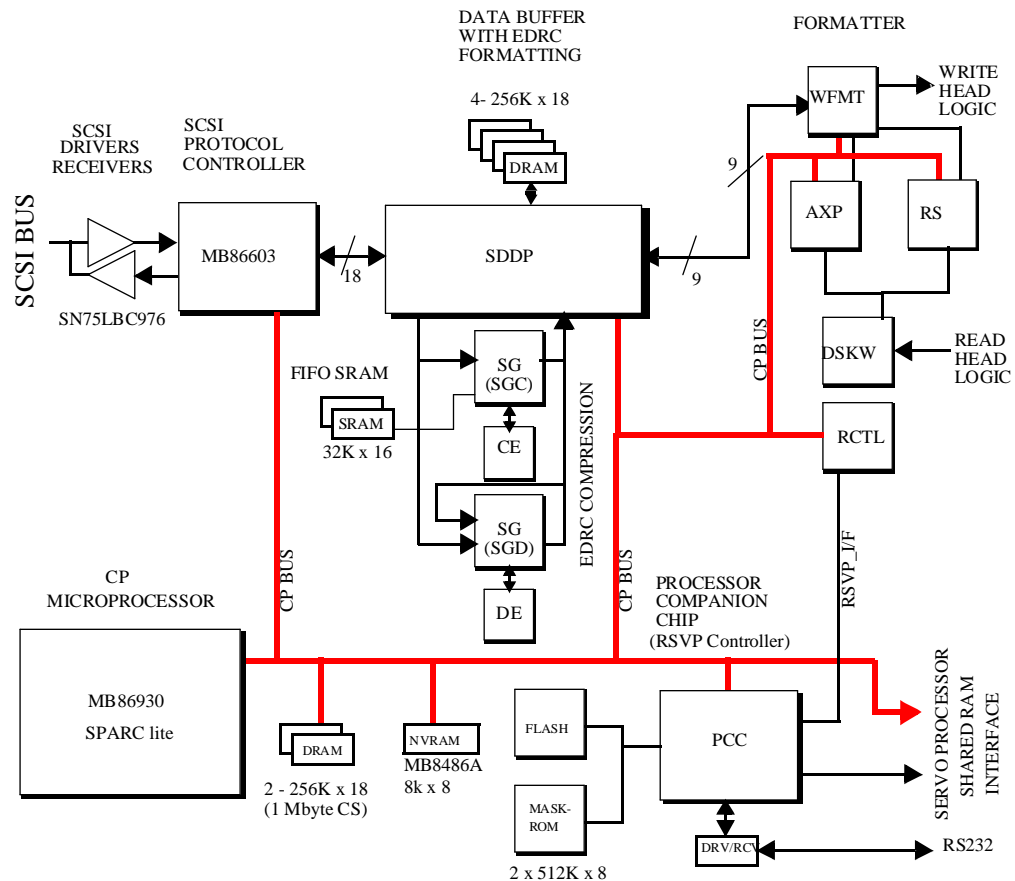 DATA BUFFER
WITH EDRC
FORMATTING
4- 256K x 18
DRAM
FORMATTER
WFMT
WRITE
HEAD
LOGIC
SCSI
DRIVERS
RECEIVERS
SCSI
PROTOCOL
CONTROLLER
9
AXP
RS
SCSI BUS
MB86603
18
SDDP
9
SN75LBC976
CP BUS
DSKW
READ
HEAD
LOGIC
FIFO SRAM
SRAM
32K x 16
SG
(SGC)
CE
EDRC COMPRESSION
RCTL
SG
(SGD)
DE
CP BUS
CP BUS
RSVP_I/F
CP
MICROPROCESSOR
PROCESSOR
COMPANION
CHIP
(RSVP Controller)
MB86930
SPARC lite
DRAM
2 - 256K x 18
(1 Mbyte CS)
NVRAM
MB8486A
8k x 8
FLASH
MASK-
ROM
2 x 512K x 8
PCC
DRV/RCV
SERVO PROCESSOR
SHARED RAM
INTERFACE
RS232